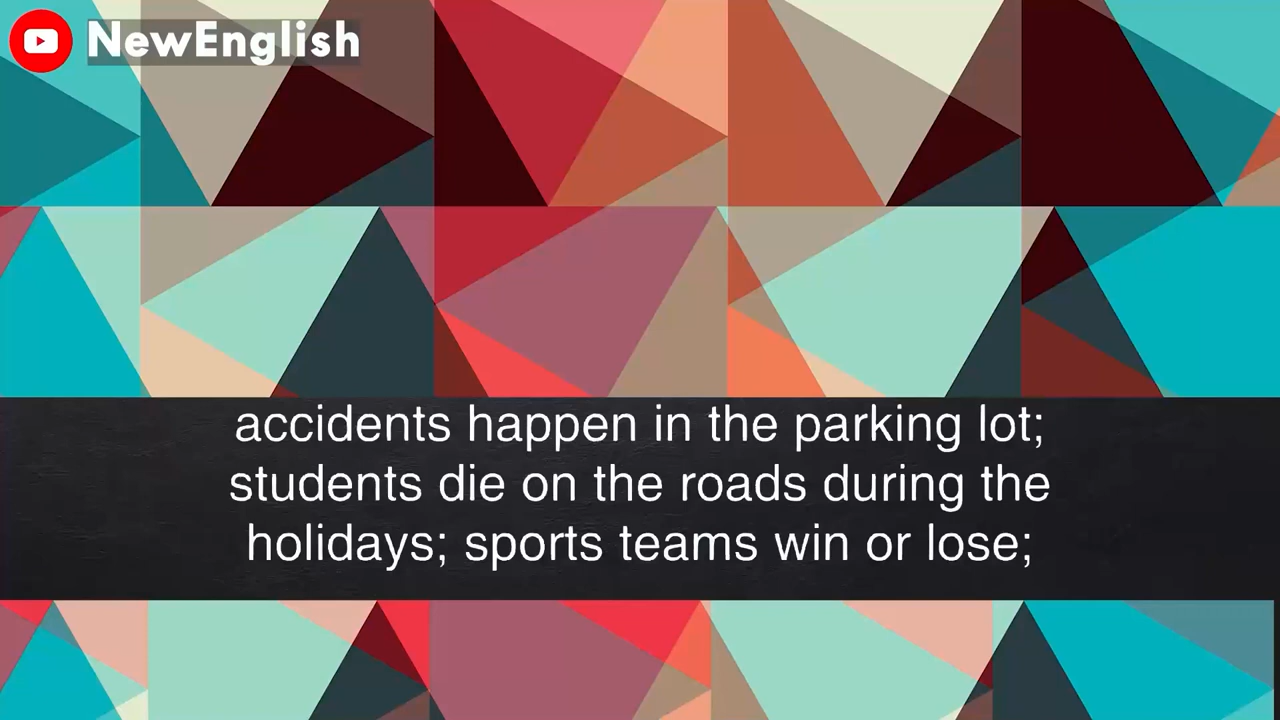 NewEnglish
accidents happen in the parking lot;
students die on the roads during the
holidays; sports teams win or lose;